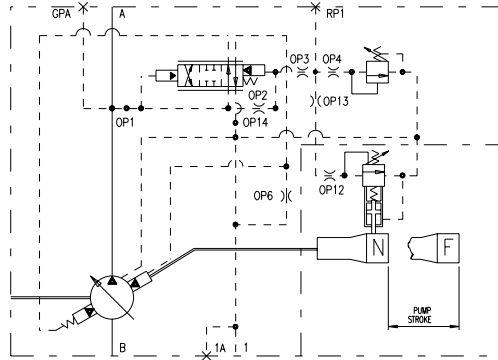 GPA A RP1
OP3 OP4
OP2
OP13
OP1
OP14
OP12
OP6
N F
PUMP
STROKE
B 1A 1